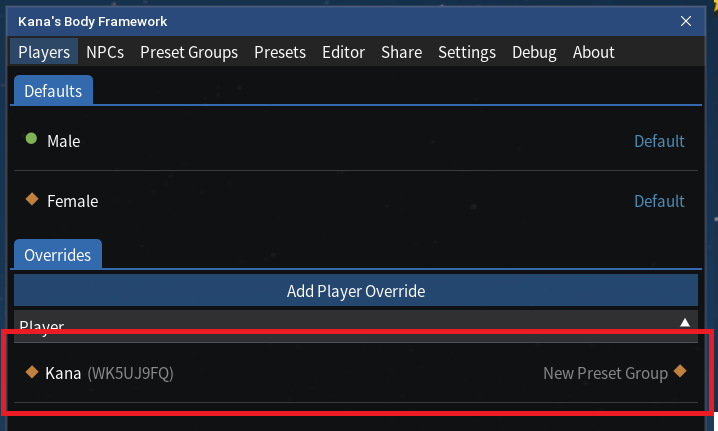 Kana's Body Framework
Players NPCs Preset Groups Presets Editor Share Settings Debug About
Defaults
Male Default
Female Default
Overrides
Add Player Override
Player
Kana (WK5UJ9FQ) New Preset Group